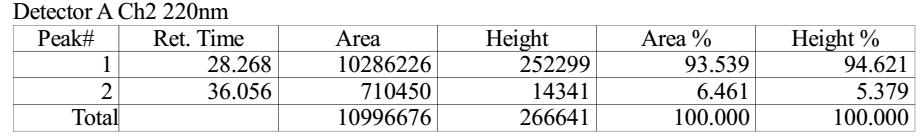 Detector A Ch2 220nm
Peak# Ret. Time Area Height Area % Height %
1 28.268 10286226 252299 93.539 94.621
2 36.056 710450 14341 6.461 5.379
Total 10996676 266641 100.000 100.000